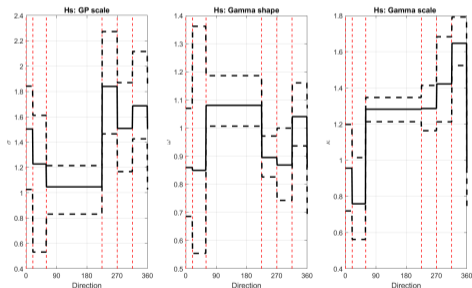 Hs: GP scale
2.4
2.2
2
1.8
1.6
1.4
1.2
1
0.8
0.6
0.4
σ
0 90 180 270 360
Direction
Hs: Gamma shape
1.4
1.3
1.2
1.1
1
0.9
0.8
0.7
0.6
0.5
ω
0 90 180 270 360
Direction
Hs: Gamma scale
1.8
1.6
1.4
1.2
1
0.8
0.6
0.4
κ
0 90 180 270 360
Direction